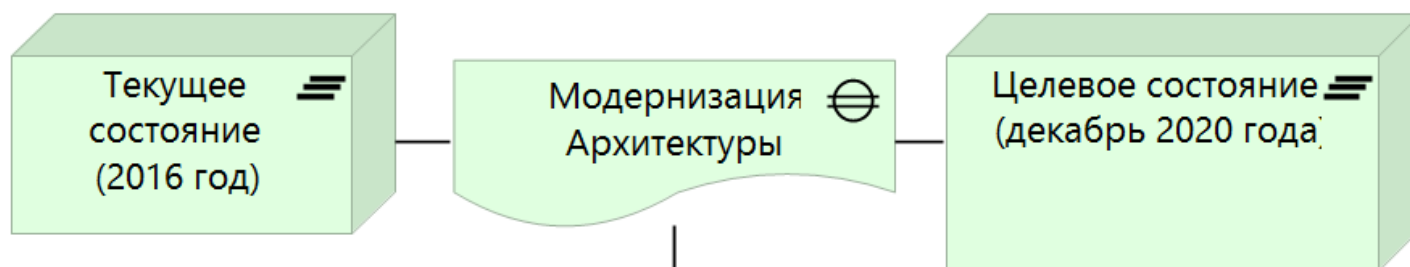 Текущее
состояние
(2016 год)
Модернизация
Архитектуры
Целевое состояние
(декабрь 2020 года)